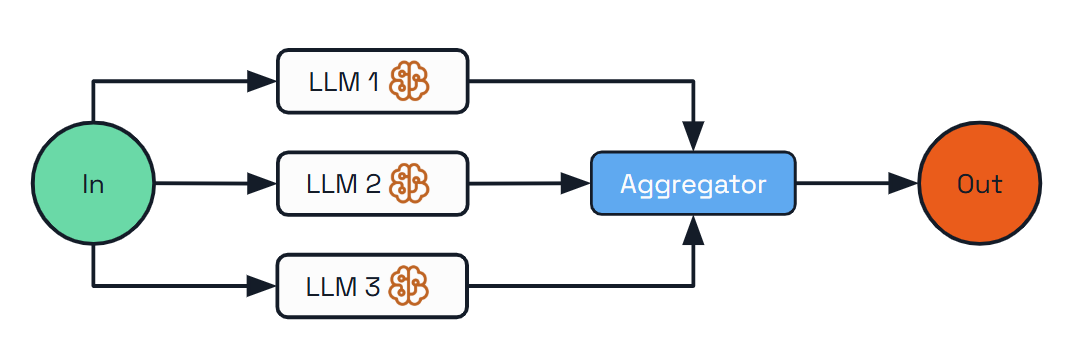 LLM 1
In
LLM 2
Aggregator
Out
LLM 3